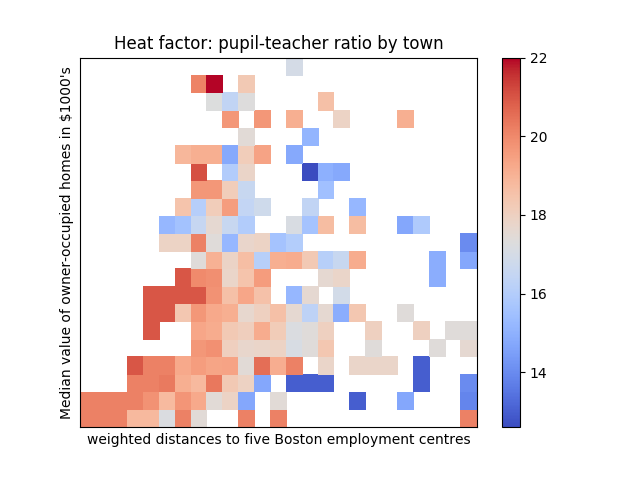 Heat factor: pupil-teacher ratio by town
Median value of owner-occupied homes in $1000's
weighted distances to five Boston employment centres
22
20
18
16
14